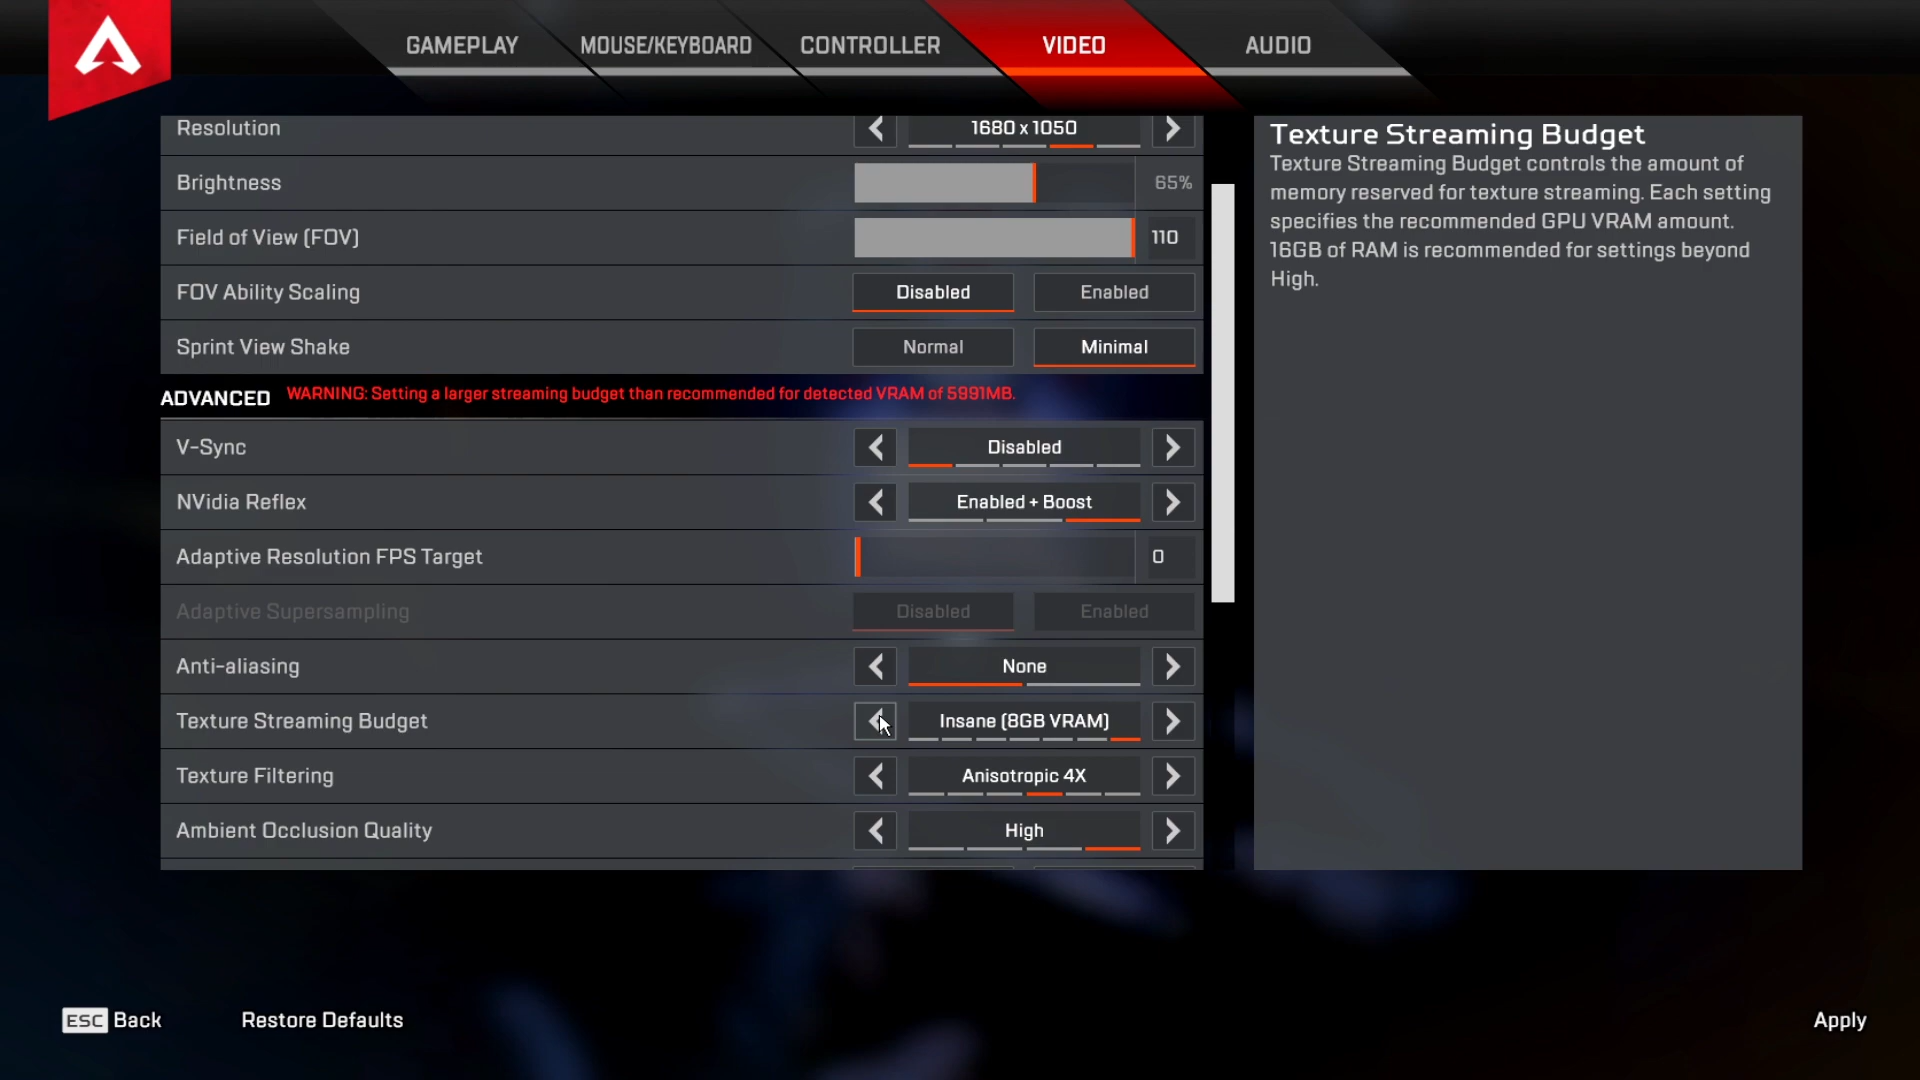 GAMEPLAY MOUSE/KEYBOARD CONTROLLER VIDEO AUDIO
Resolution 1680 x 1050
Brightness 65%
Field of View (FOV) 110
FOV Ability Scaling Disabled Enabled
Sprint View Shake Normal Minimal
ADVANCED WARNING: Setting a larger streaming budget than recommended for detected VRAM of 5991MB.
V-Sync Disabled
NVidia Reflex Enabled + Boost
Adaptive Resolution FPS Target 0
Adaptive Supersampling Disabled Enabled
Anti-aliasing None
Texture Streaming Budget Insane (8GB VRAM)
Texture Filtering Anisotropic 4X
Ambient Occlusion Quality High
Texture Streaming Budget
Texture Streaming Budget controls the amount of
memory reserved for texture streaming. Each setting
specifies the recommended GPU VRAM amount.
16GB of RAM is recommended for settings beyond
High.
ESC Back Restore Defaults Apply